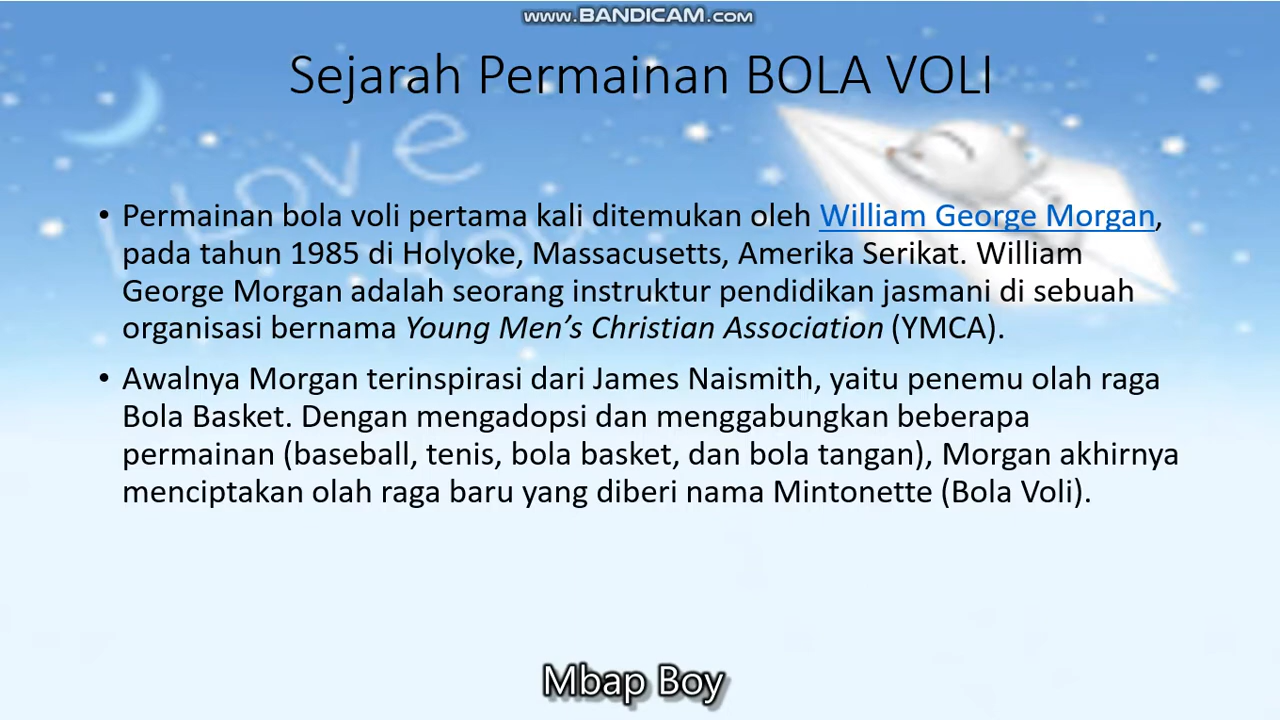 www.BANDICAM.com
Sejarah Permainan BOLA VOLI
I Love
• Permainan bola voli pertama kali ditemukan oleh William George Morgan,
pada tahun 1985 di Holyoke, Massacusetts, Amerika Serikat. William
George Morgan adalah seorang instruktur pendidikan jasmani di sebuah
organisasi bernama Young Men’s Christian Association (YMCA).
• Awalnya Morgan terinspirasi dari James Naismith, yaitu penemu olah raga
Bola Basket. Dengan mengadopsi dan menggabungkan beberapa
permainan (baseball, tenis, bola basket, dan bola tangan), Morgan akhirnya
menciptakan olah raga baru yang diberi nama Mintonette (Bola Voli).
Mbap Boy